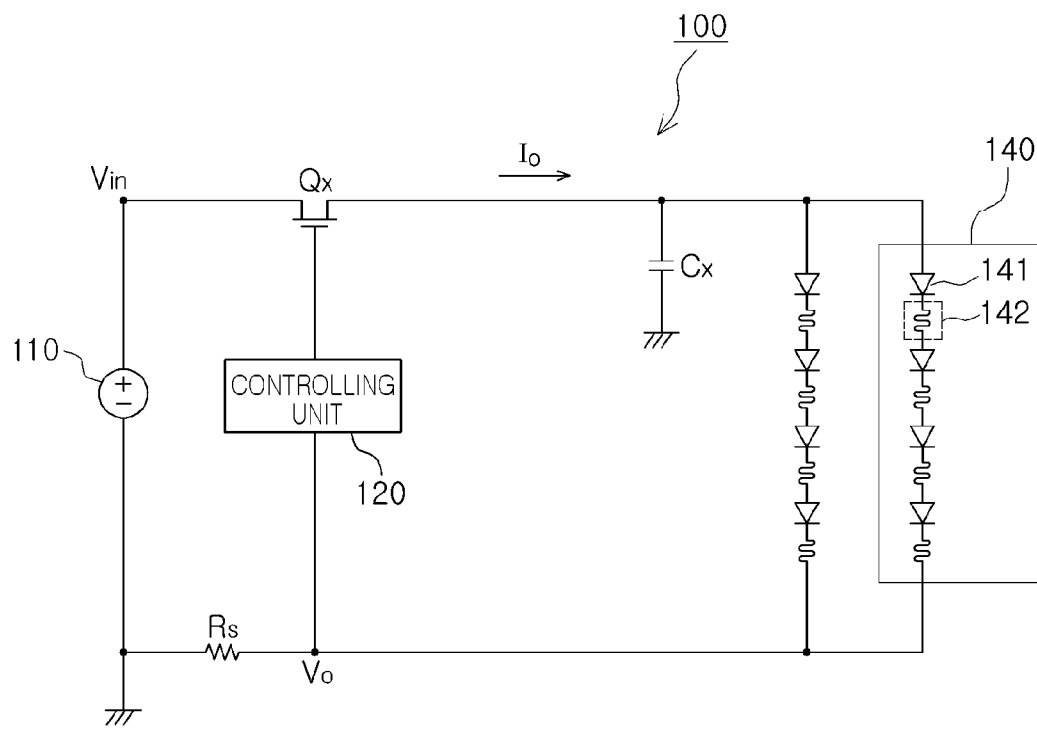 100
Io
140
Vin
Qx
Cx
141
142
110
+
−
CONTROLLING
UNIT
120
Rs
Vo